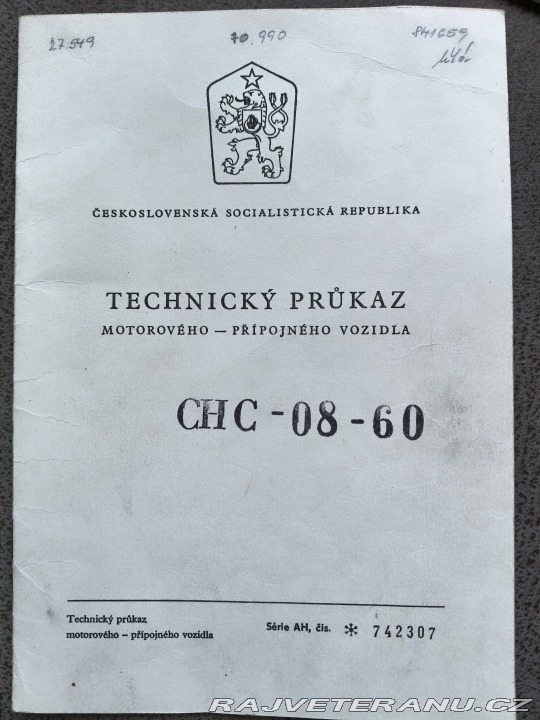 27.549 70.990 841659
ČESKOSLOVENSKÁ SOCIALISTICKÁ REPUBLIKA
TECHNICKÝ PRŮKAZ
MOTOROVÉHO — PŘÍPOJNÉHO VOZIDLA
CHC - 08 - 60
Technický průkaz
motorového – přípojného vozidla
Série AH, čís. * 742307
RAJVETERANU.CZ